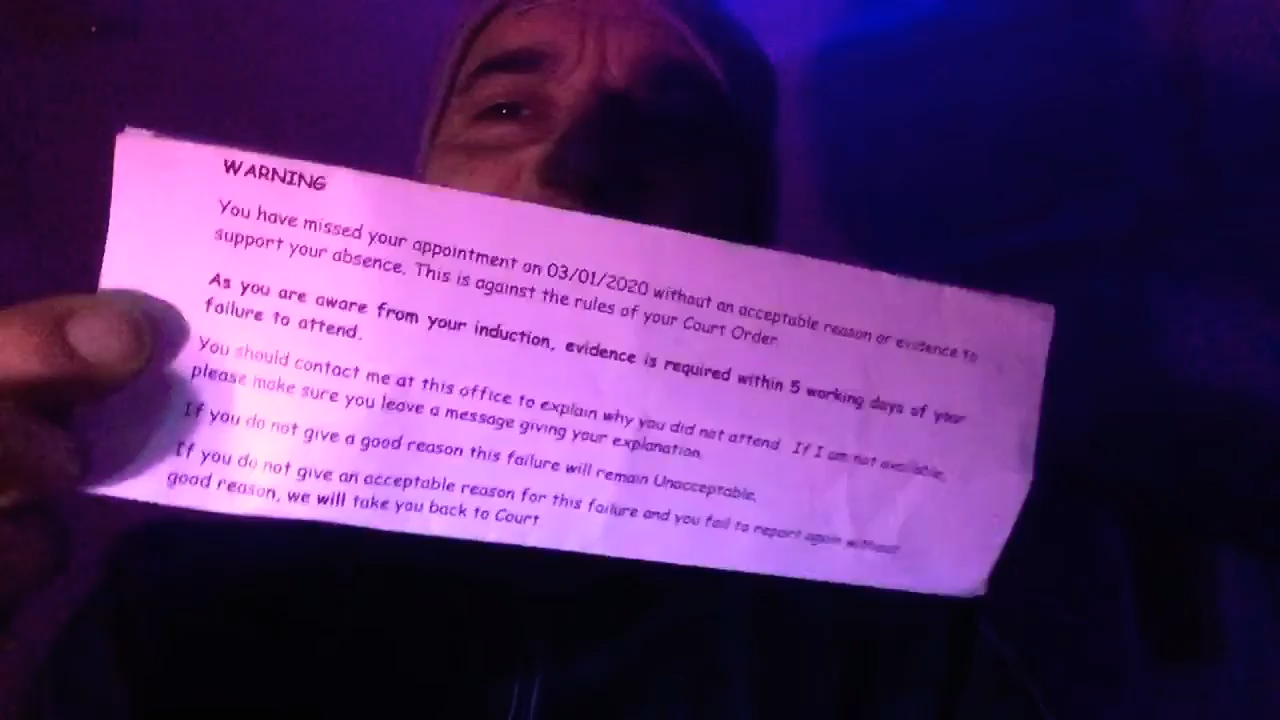 WARNING
You have missed your appointment on 03/01/2020 without an acceptable reason or evidence to
support your absence. This is against the rules of your Court Order.
As you are aware from your induction, evidence is required within 5 working days of your
failure to attend.
You should contact me at this office to explain why you did not attend. If I am not available,
please make sure you leave a message giving your explanation.
If you do not give a good reason this failure will remain Unacceptable.
If you do not give an acceptable reason for this failure and you fail to report again without
good reason, we will take you back to Court